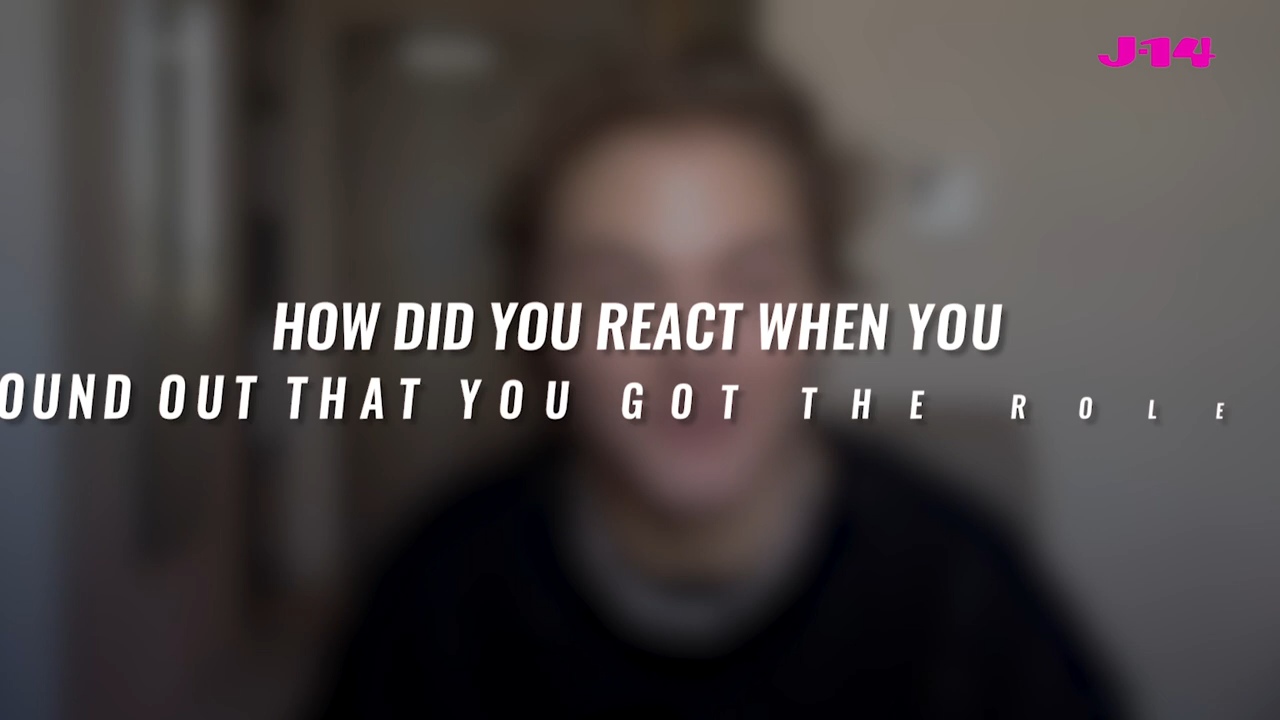 J-14
HOW DID YOU REACT WHEN YOU
OUND OUT THAT YOU GOT THE ROLE